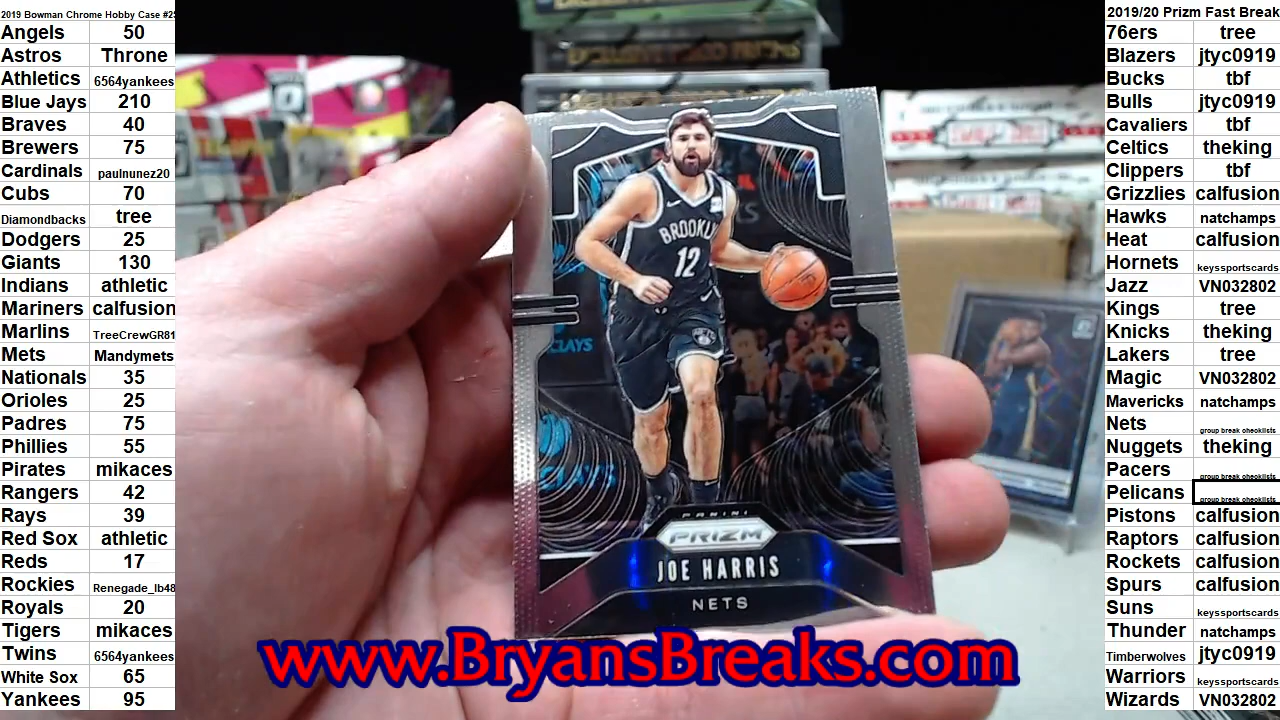 2019 Bowman Chrome Hobby Case #2
Angels 50
Astros Throne
Athletics 6564yankees
Blue Jays 210
Braves 40
Brewers 75
Cardinals paulnunez20
Cubs 70
Diamondbacks tree
Dodgers 25
Giants 130
Indians athletic
Mariners calfusion
Marlins TreeCrewGR81
Mets Mandymets
Nationals 35
Orioles 25
Padres 75
Phillies 55
Pirates mikaces
Rangers 42
Rays 39
Red Sox athletic
Reds 17
Rockies Renegade_lb48
Royals 20
Tigers mikaces
Twins 6564yankees
White Sox 65
Yankees 95
BROOKLYN
12
CLAYS
PANINI
PRIZM
JOE HARRIS
NETS
www.BryansBreaks.com
2019/20 Prizm Fast Break
76ers tree
Blazers jtyc0919
Bucks tbf
Bulls jtyc0919
Cavaliers tbf
Celtics theking
Clippers tbf
Grizzlies calfusion
Hawks natchamps
Heat calfusion
Hornets keyssportscards
Jazz VN032802
Kings tree
Knicks theking
Lakers tree
Magic VN032802
Mavericks natchamps
Nets group break checklists
Nuggets theking
Pacers group break checklists
Pelicans group break checklists
Pistons calfusion
Raptors calfusion
Rockets calfusion
Spurs calfusion
Suns keyssportscards
Thunder natchamps
Timberwolves jtyc0919
Warriors keyssportscards
Wizards VN032802